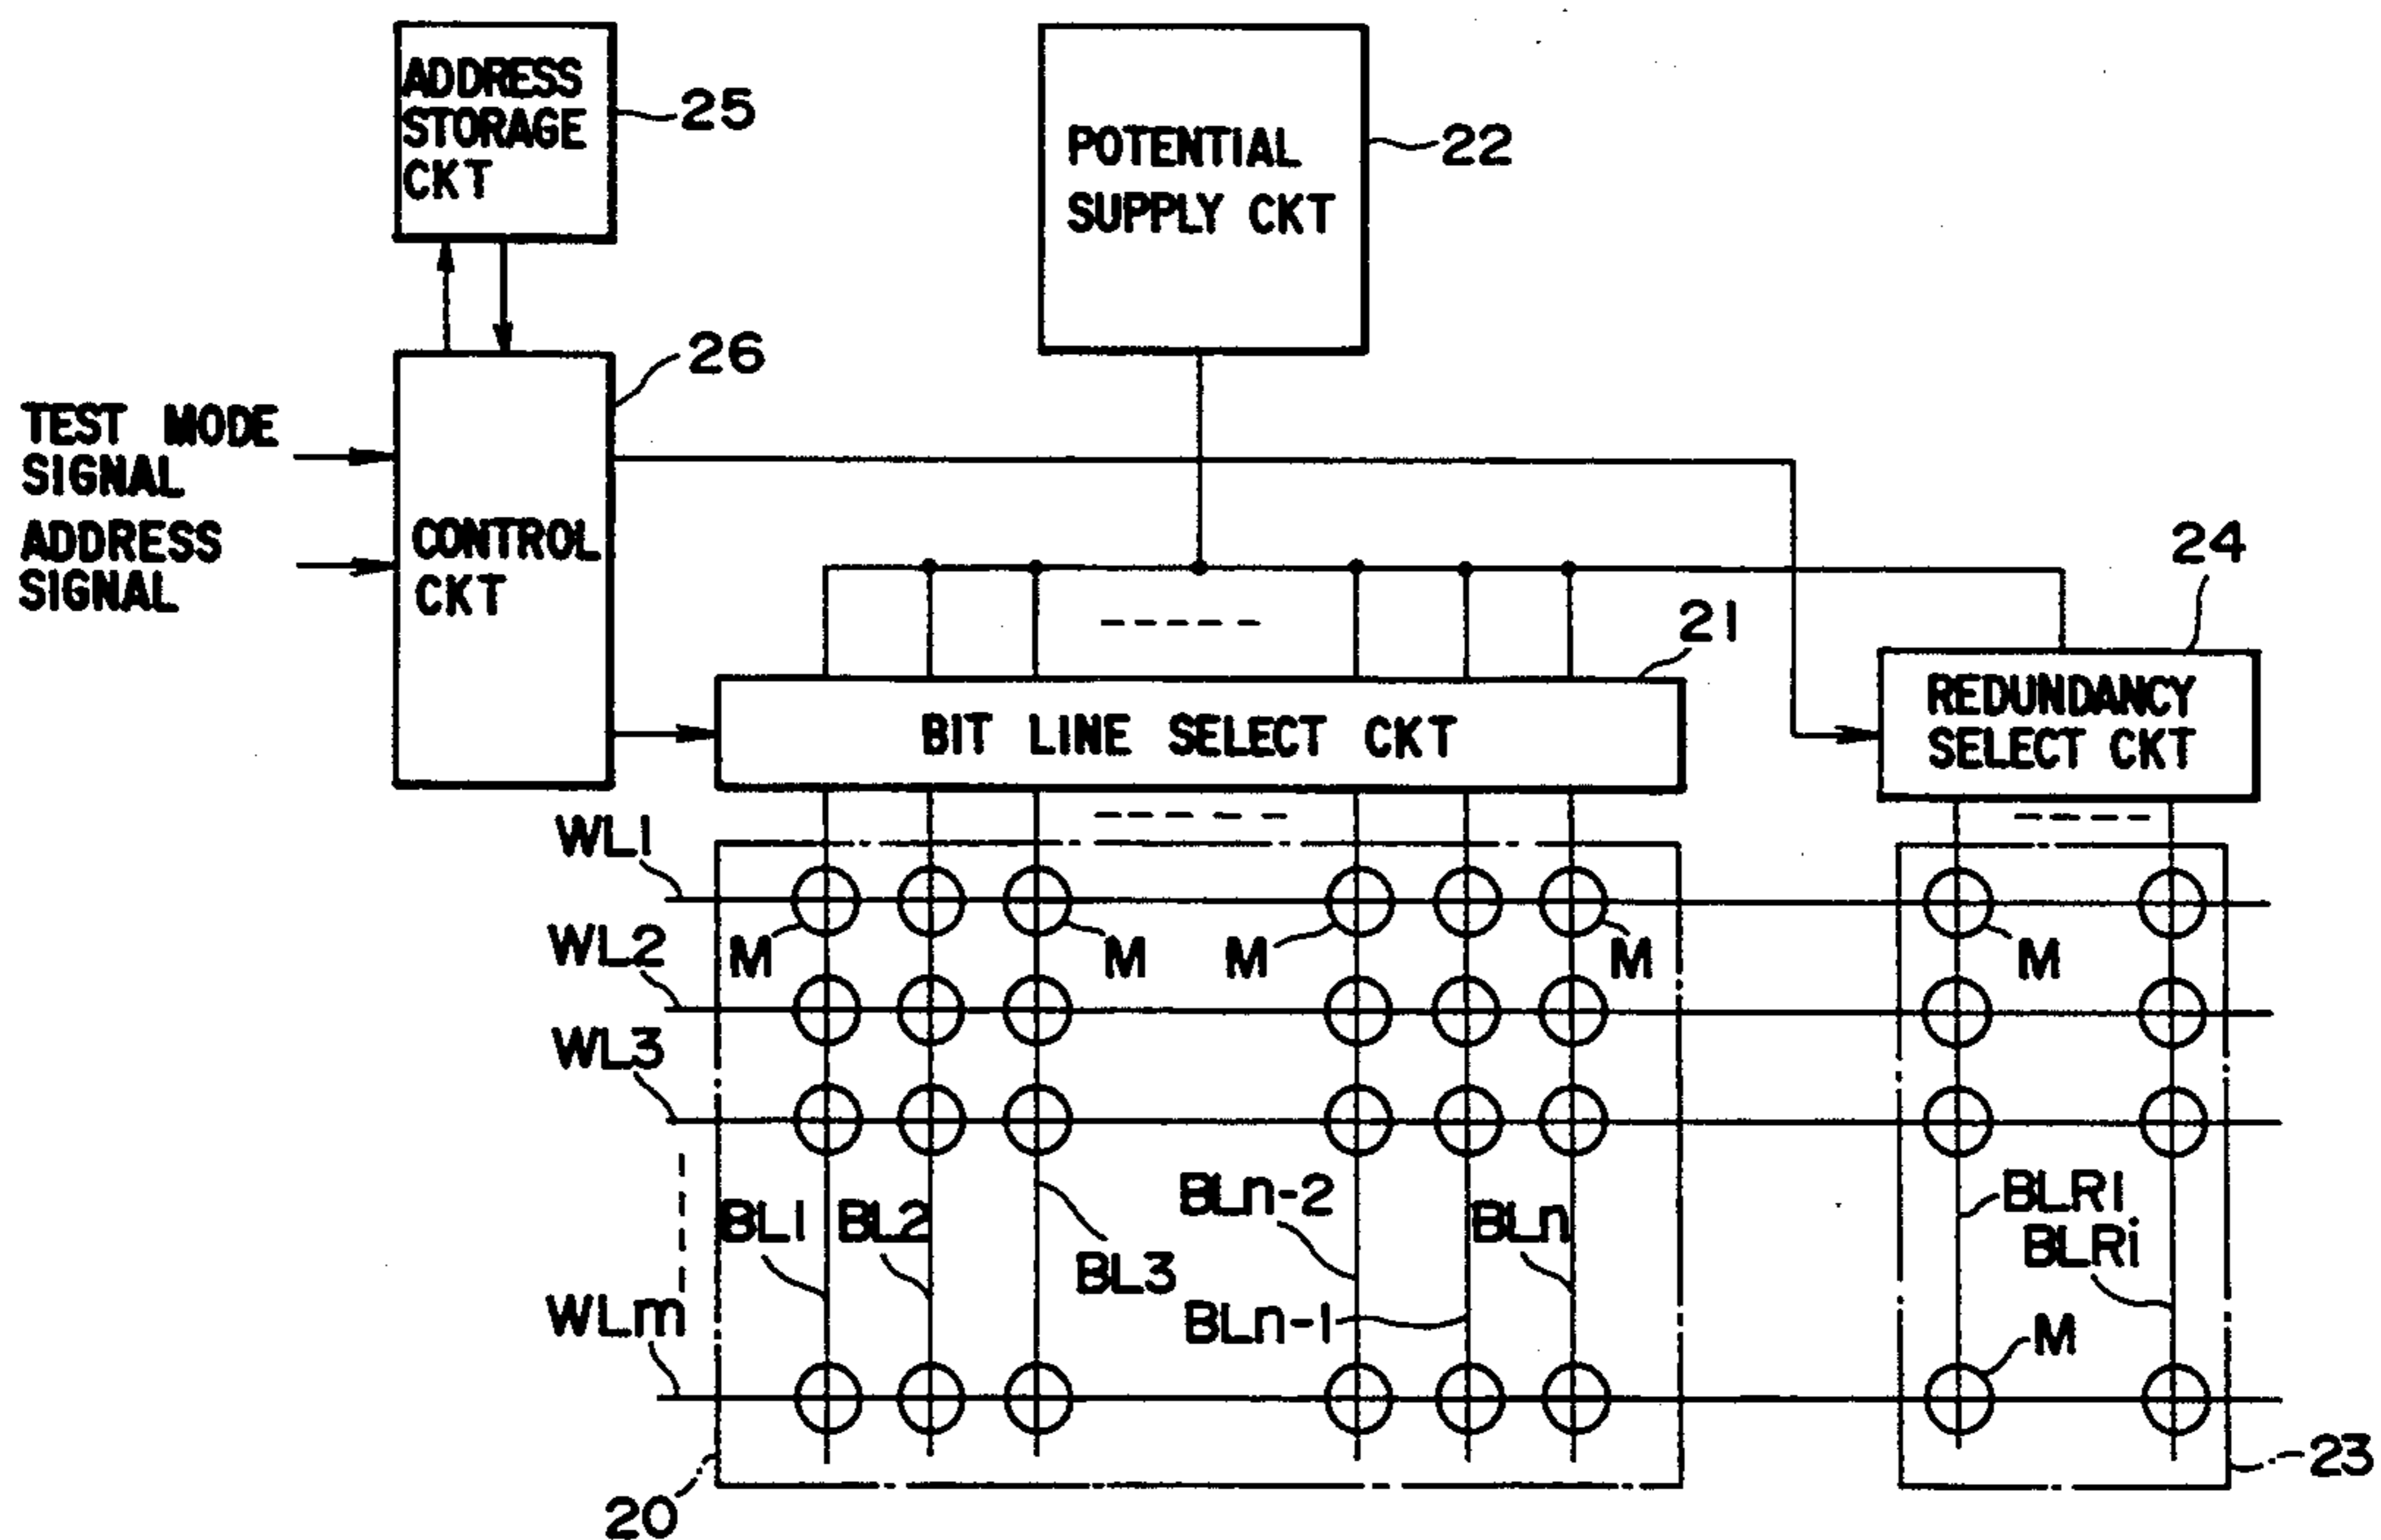 ADDRESS
STORAGE
CKT
25
POTENTIAL
SUPPLY CKT
22
26
TEST MODE
SIGNAL
ADDRESS
SIGNAL
CONTROL
CKT
24
21
BIT LINE SELECT CKT
REDUNDANCY
SELECT CKT
WL1
M
M
M
M
M
WL2
WL3
BL1
BL2
BL3
BLn-2
BLn-1
BLn
BLR1
BLRi
WLm
M
20
23